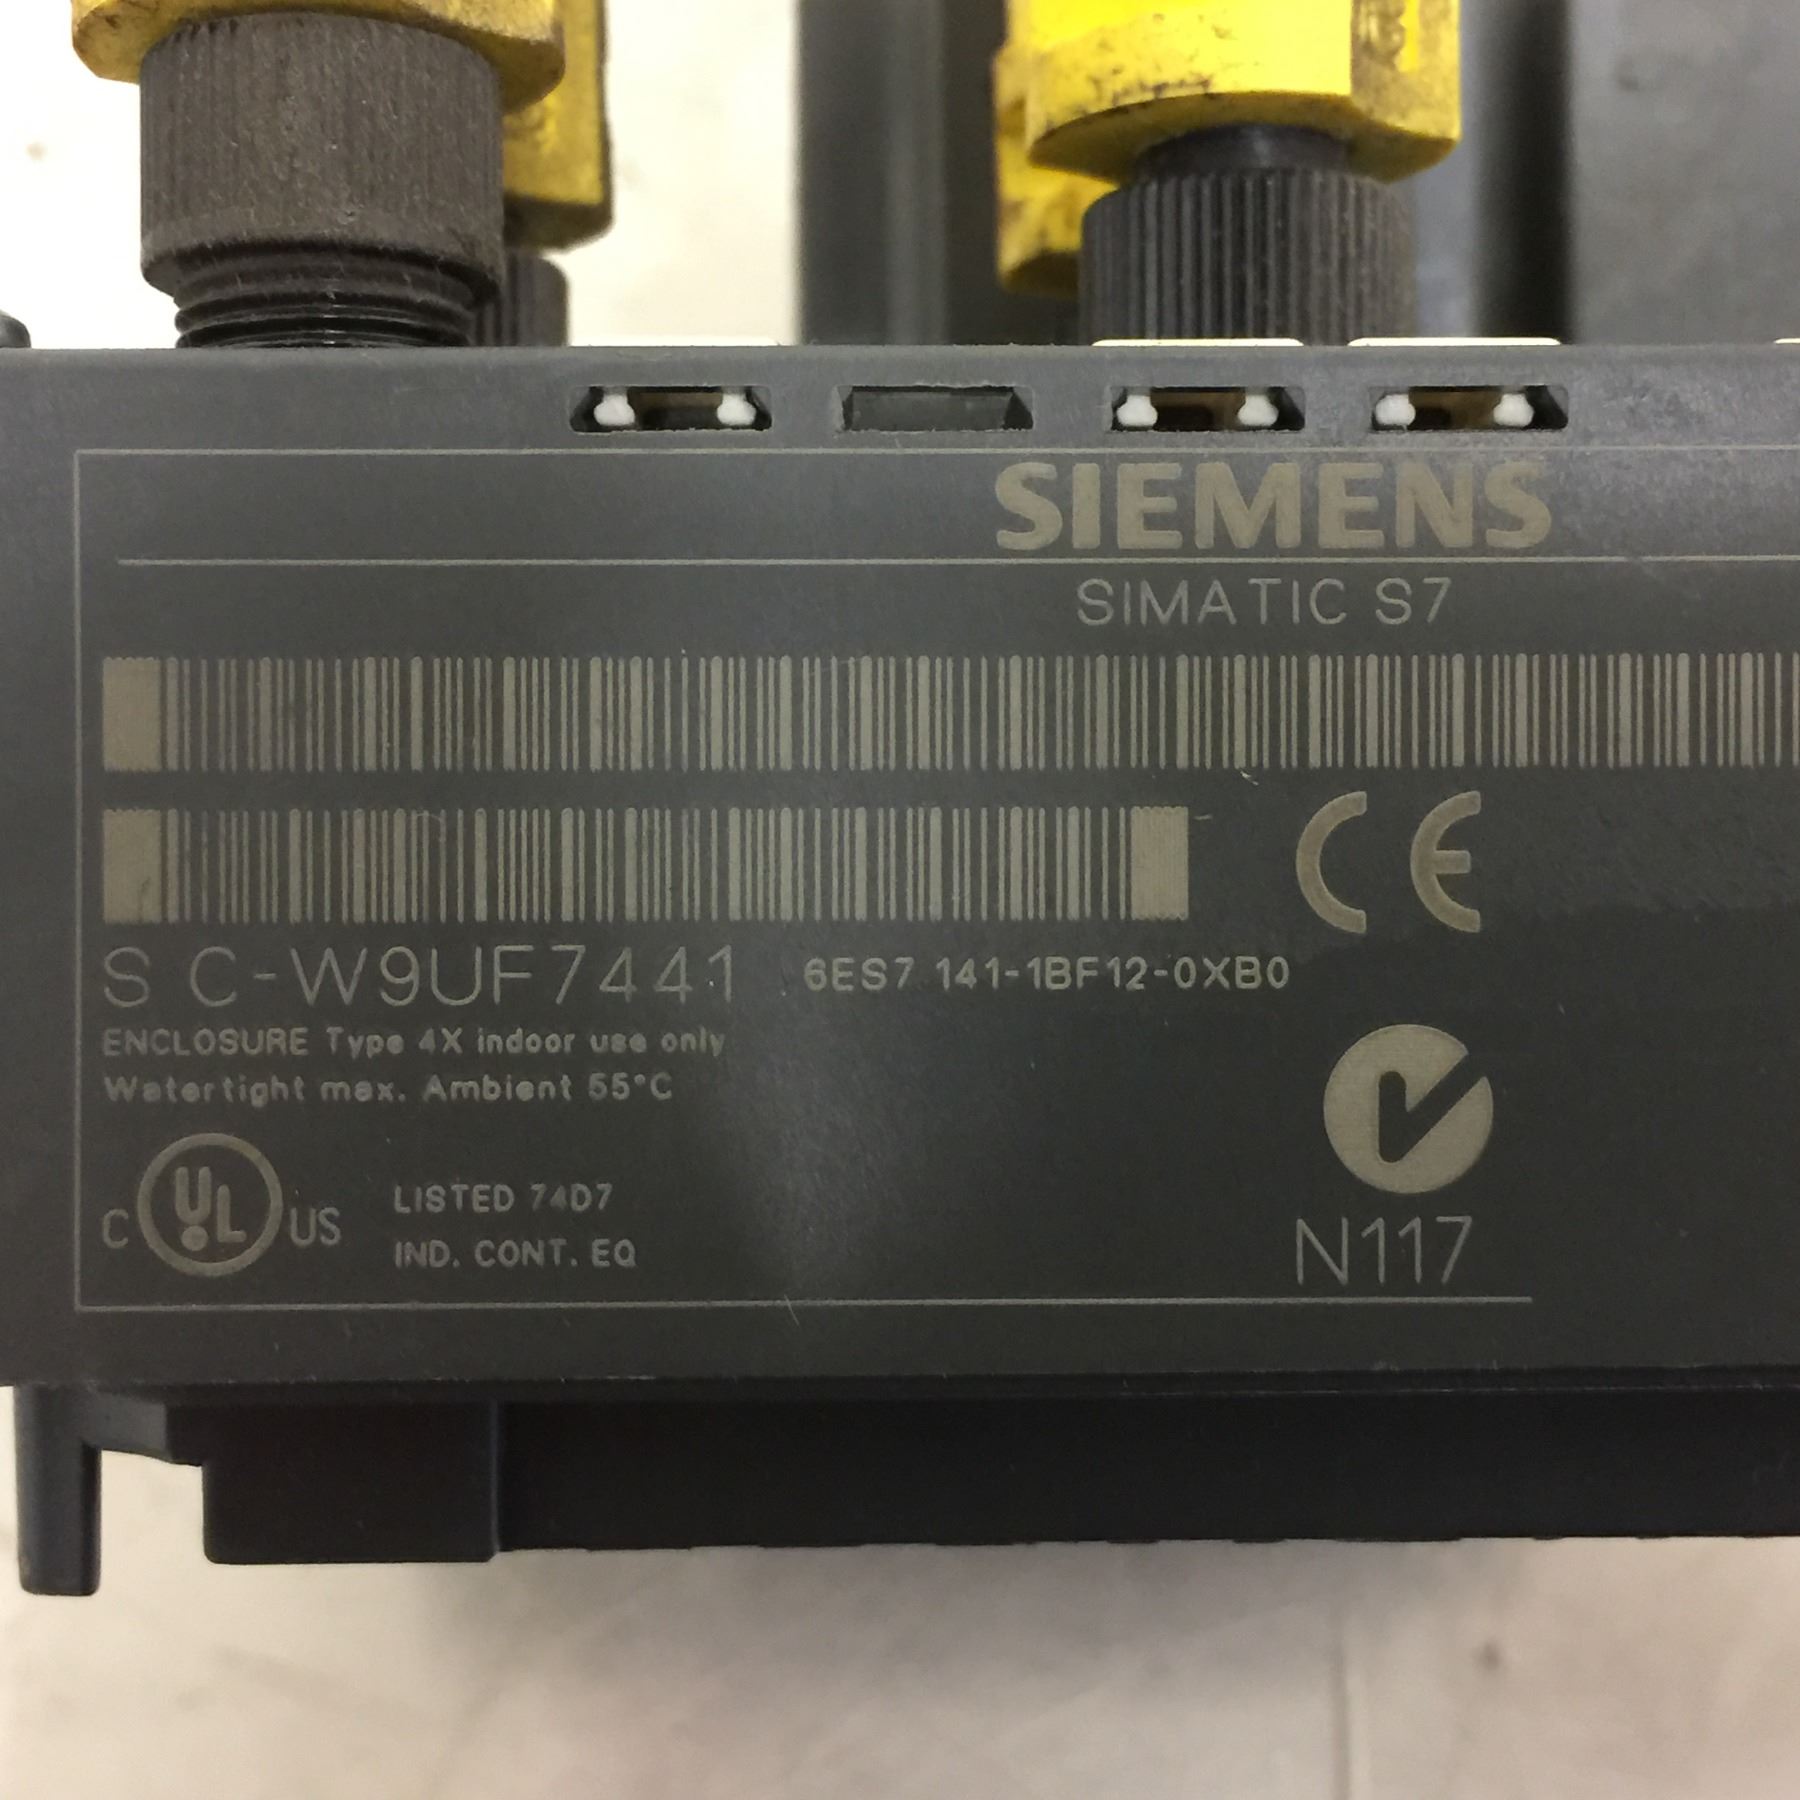 SIEMENS
SIMATIC S7
CE
S C-W9UF7441 6ES7 141-1BF12-0XB0
ENCLOSURE Type 4X indoor use only
Watertight max. Ambient 55°C
C UL US LISTED 74D7
IND. CONT. EQ
N117